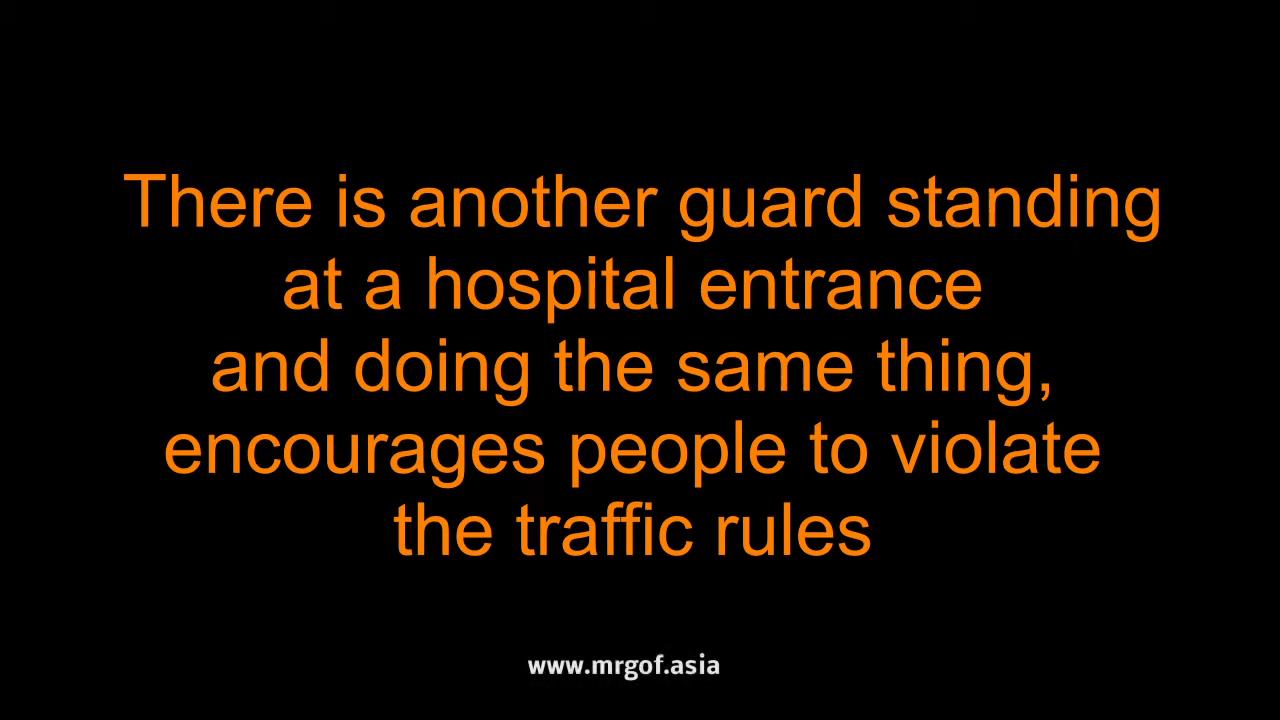 There is another guard standing
at a hospital entrance
and doing the same thing,
encourages people to violate
the traffic rules
www.mrgof.asia